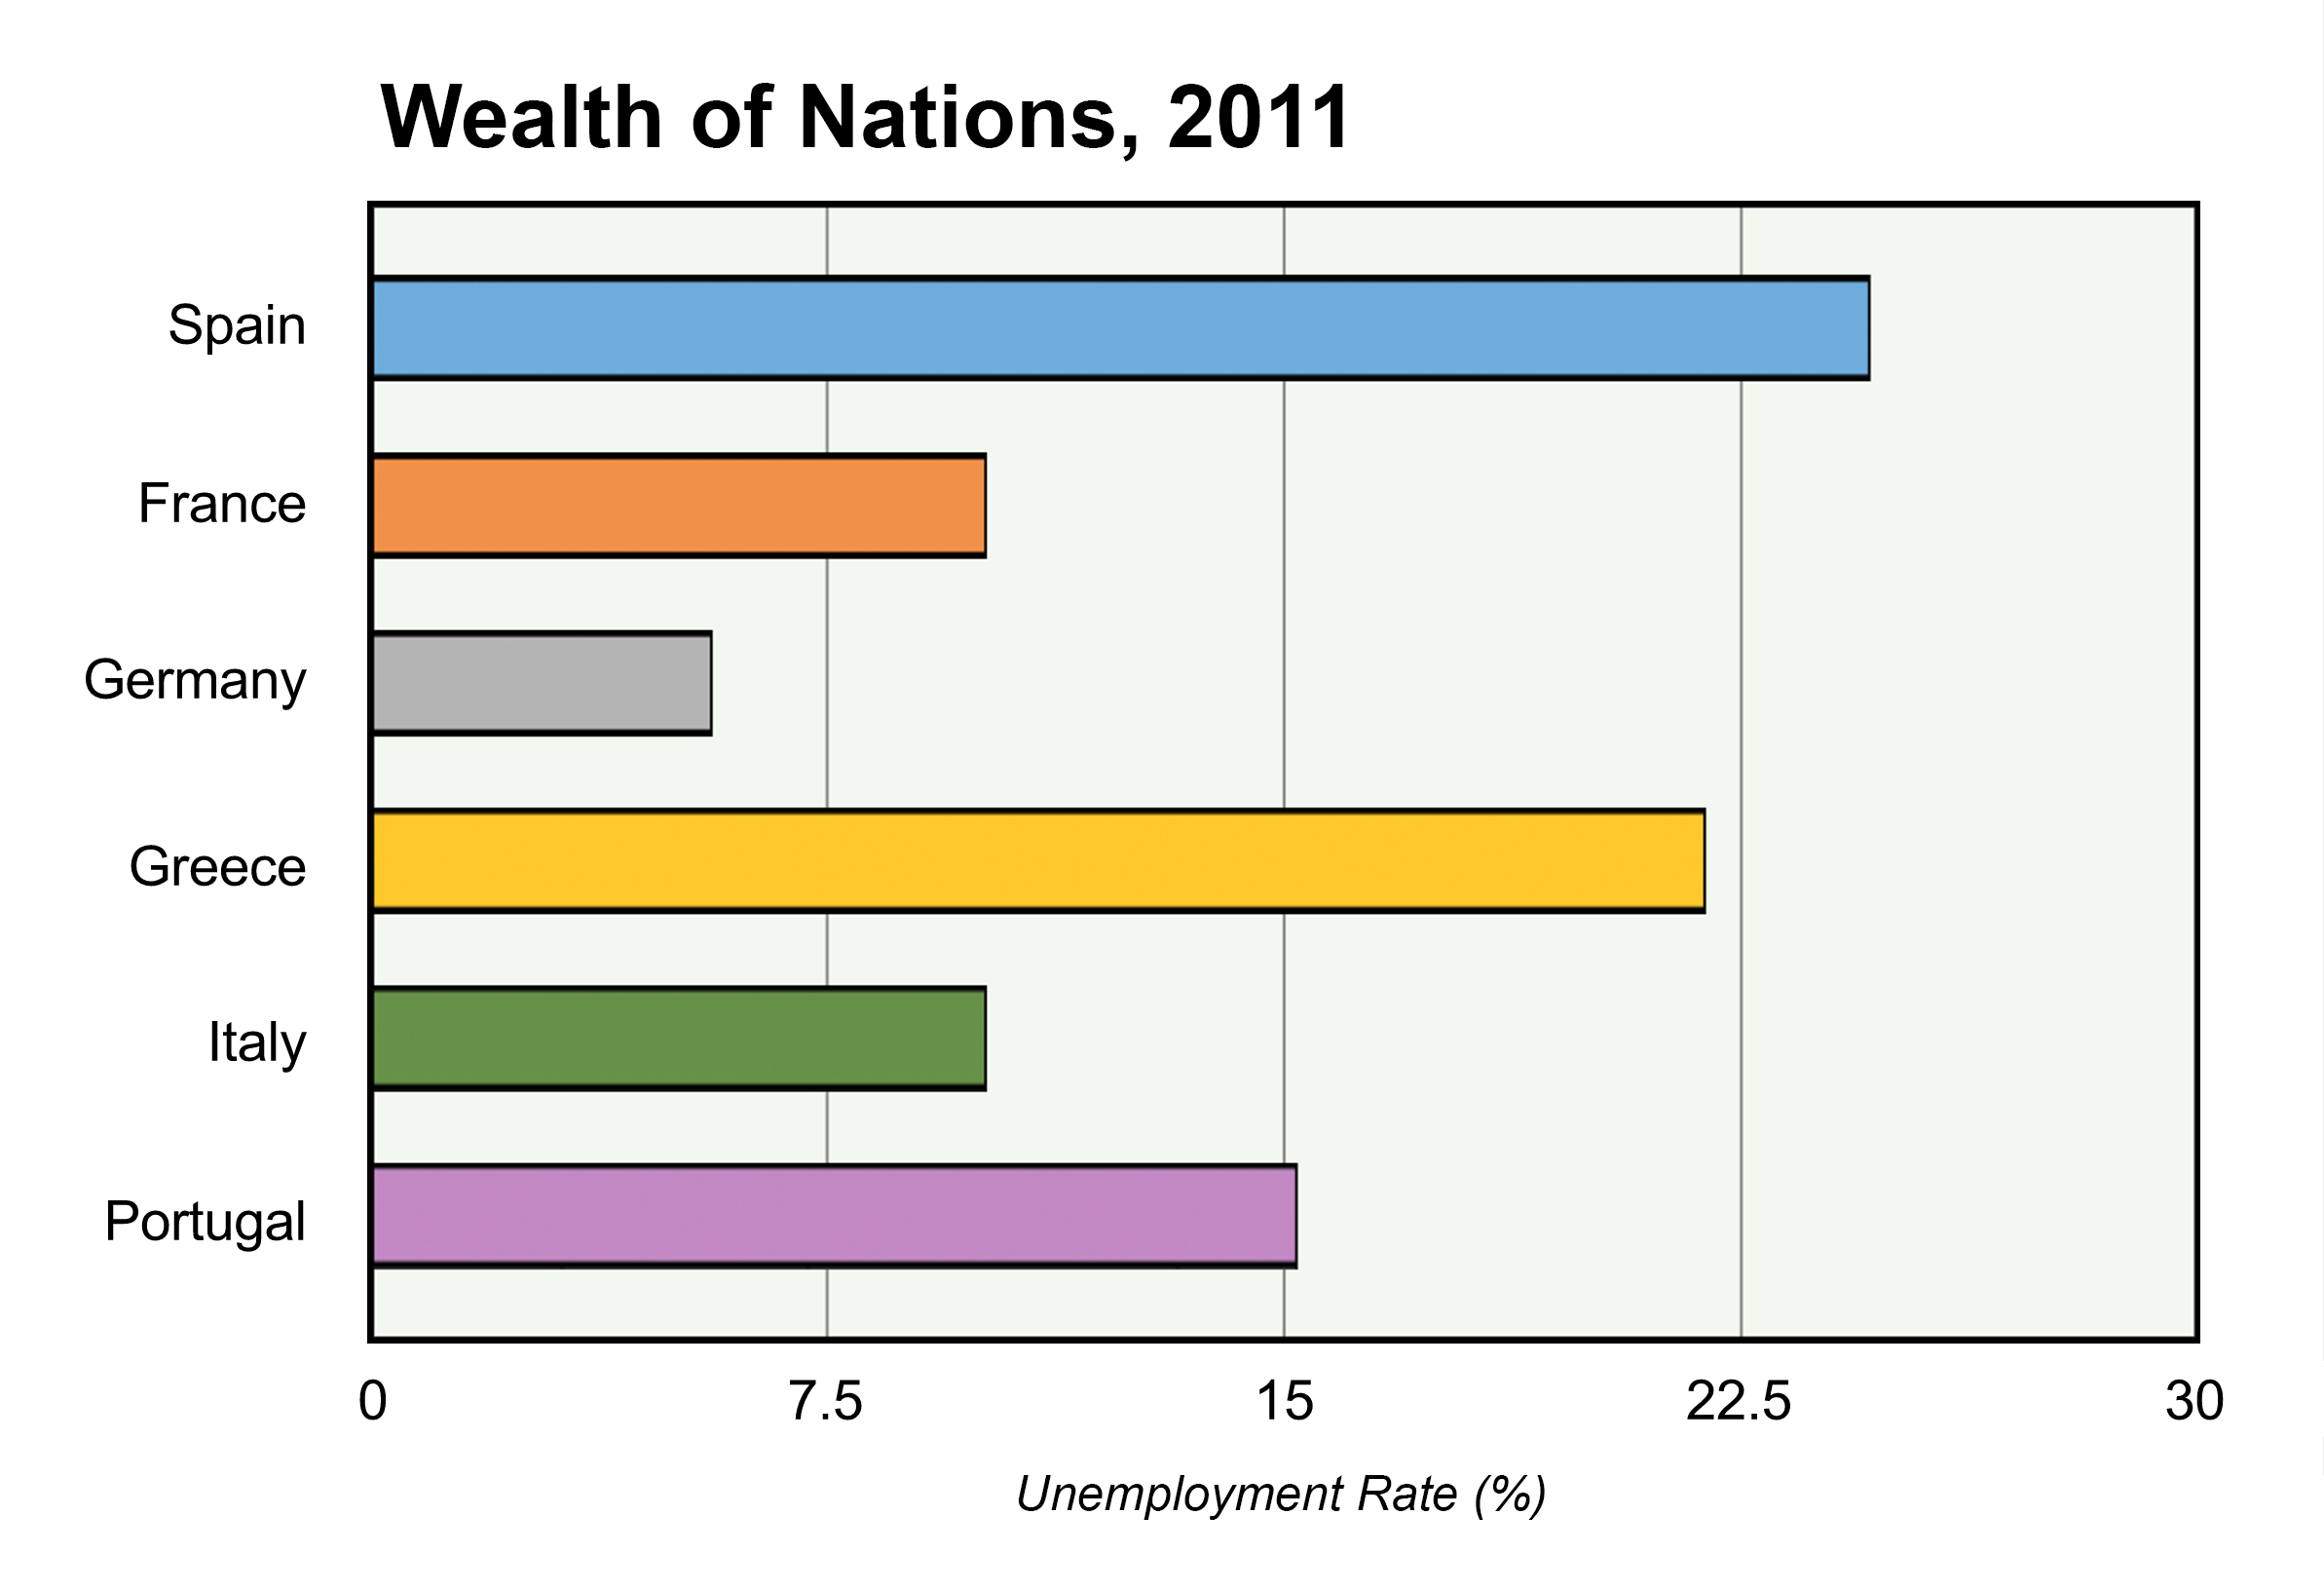 Wealth of Nations, 2011
Spain
France
Germany
Greece
Italy
Portugal
0 7.5 15 22.5 30
Unemployment Rate (%)